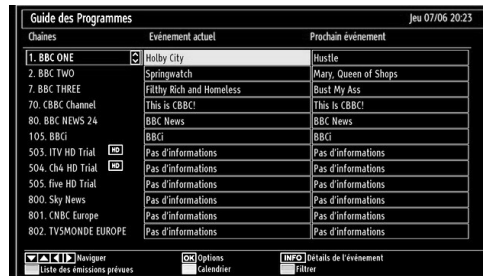 Guide des Programmes Jeu 07/06 20:23
Chaînes Evénement actuel Prochain événement
1. BBC ONE Holby City Hustle
2. BBC TWO Springwatch Mary, Queen of Shops
7. BBC THREE Filthy Rich and Homeless Bust My Ass
70. CBBC Channel This is CBBC! This Is CBBC!
80. BBC NEWS 24 BBC News BBC News
105. BBCi BBCi BBCi
503. ITV HD Trial HD Pas d'informations Pas d'informations
504. Ch4 HD Trial HD Pas d'informations Pas d'informations
505. five HD Trial Pas d'informations Pas d'informations
800. Sky News Pas d'informations Pas d'informations
801. CNBC Europe Pas d'informations Pas d'informations
802. TV5MONDE EUROPE Pas d'informations Pas d'informations
Naviguer OK Options INFO Détails de l'événement
Liste des émissions prévues Calendrier Filtrer